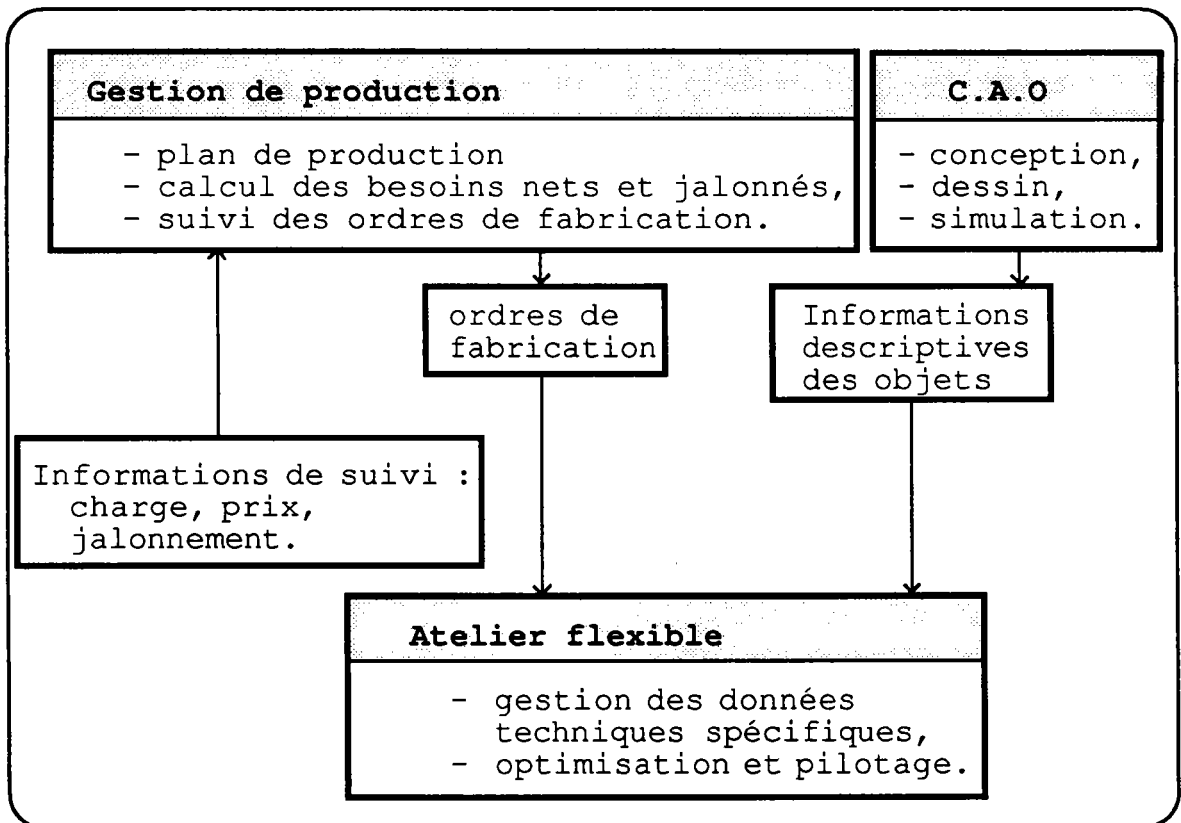 Gestion de production
- plan de production
- calcul des besoins nets et jalonnés,
- suivi des ordres de fabrication.
C.A.O
- conception,
- dessin,
- simulation.
ordres de
fabrication
Informations
descriptives
des objets
Informations de suivi :
charge, prix,
jalonnement.
Atelier flexible
- gestion des données
techniques spécifiques,
- optimisation et pilotage.